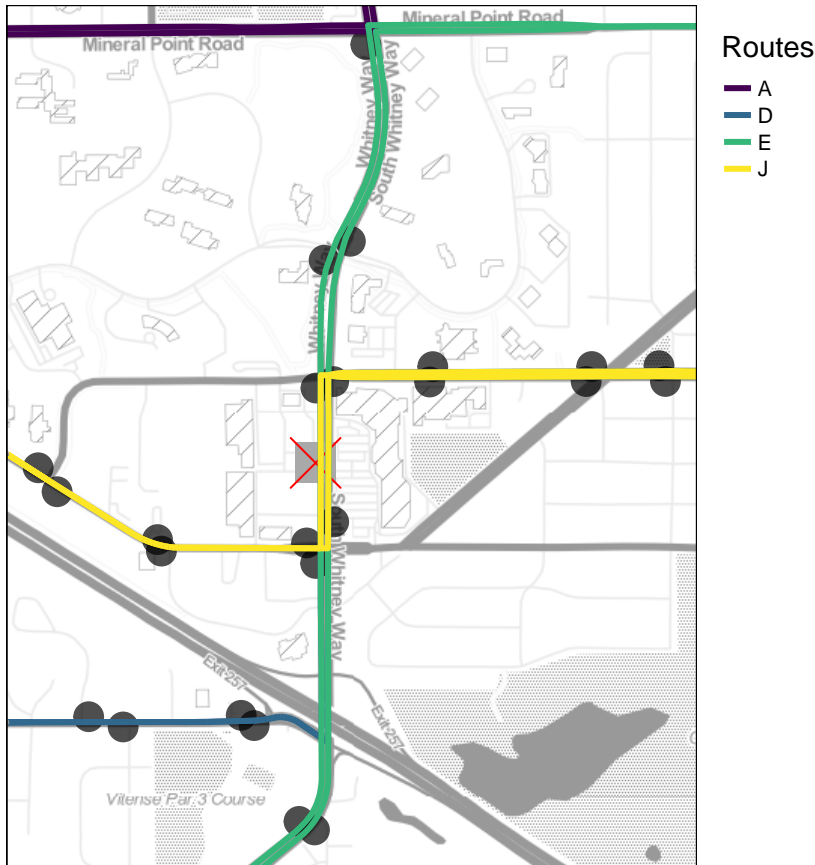 Mineral Point Road
Mineral Point Road
Whitney Way
South Whitney Way
Whitney Way
South Whitney Way
Exit 257
Exit 257
Vitense Par 3 Course
Routes
A
D
E
J